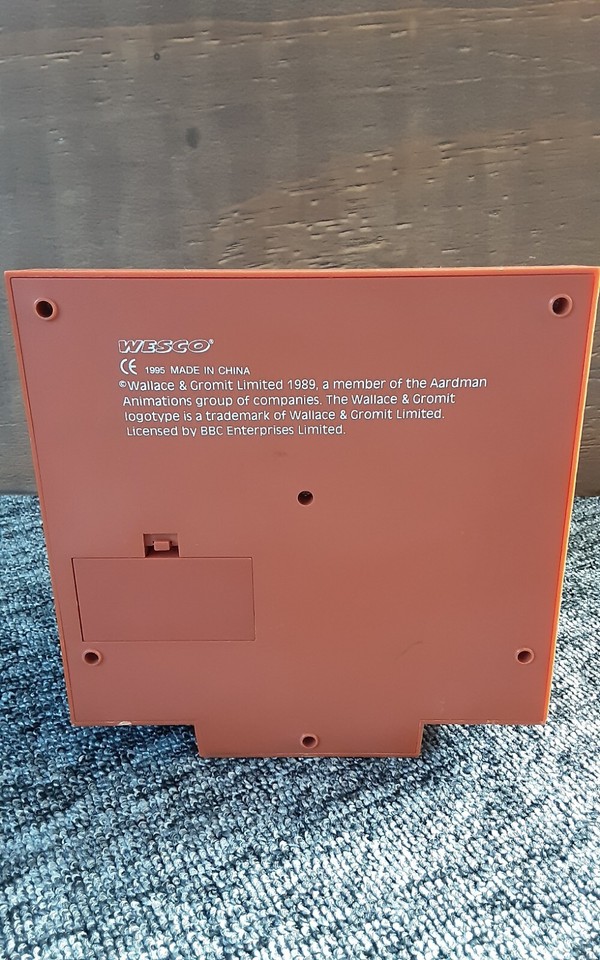 WESCO®
CE 1995 MADE IN CHINA
©Wallace & Gromit Limited 1989, a member of the Aardman
Animations group of companies. The Wallace & Gromit
logotype is a trademark of Wallace & Gromit Limited.
Licensed by BBC Enterprises Limited.